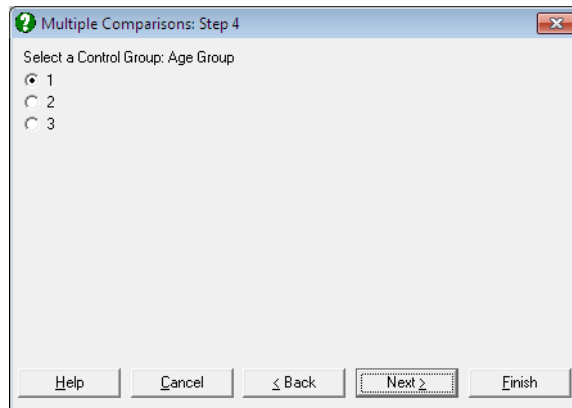 Multiple Comparisons: Step 4
Select a Control Group: Age Group
1
2
3
Help Cancel < Back Next > Finish